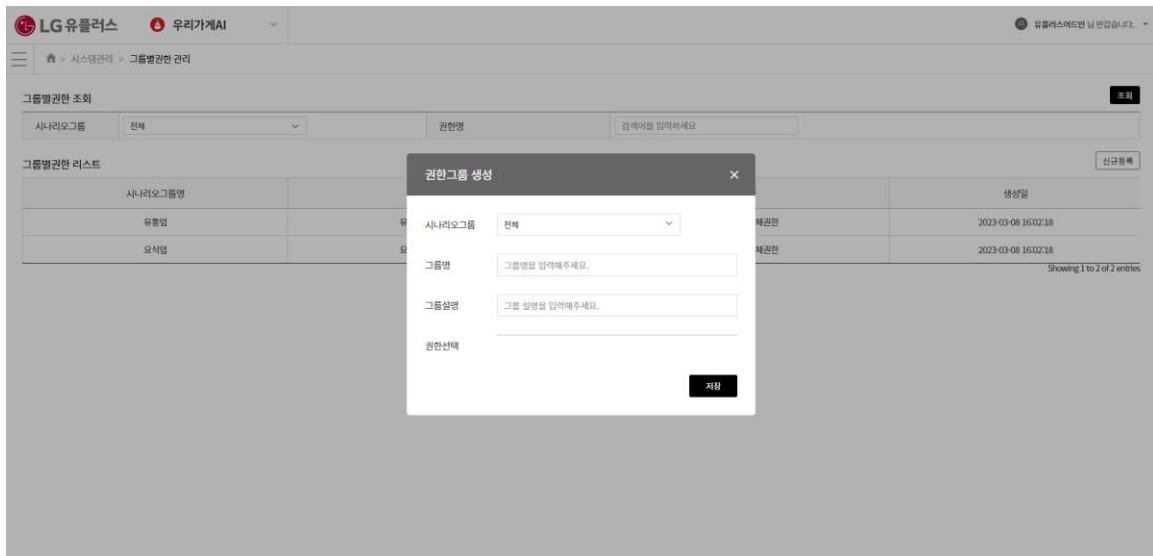 LG 유플러스 우리가게AI 유플러스어드민 님 반갑습니다.
> 시스템관리 > 그룹별권한 관리
그룹별권한 조회 조회
시나리오그룹 전체 권한명 검색어를 입력하세요
그룹별권한 리스트 신규등록
시나리오그룹명 생성일
유통업 유 체권한 2023-03-08 16:02:18
요식업 요 체권한 2023-03-08 16:02:18
Showing 1 to 2 of 2 entries
권한그룹 생성 ×
시나리오그룹 전체
그룹명 그룹명을 입력해주세요.
그룹설명 그룹 설명을 입력해주세요.
권한선택
저장